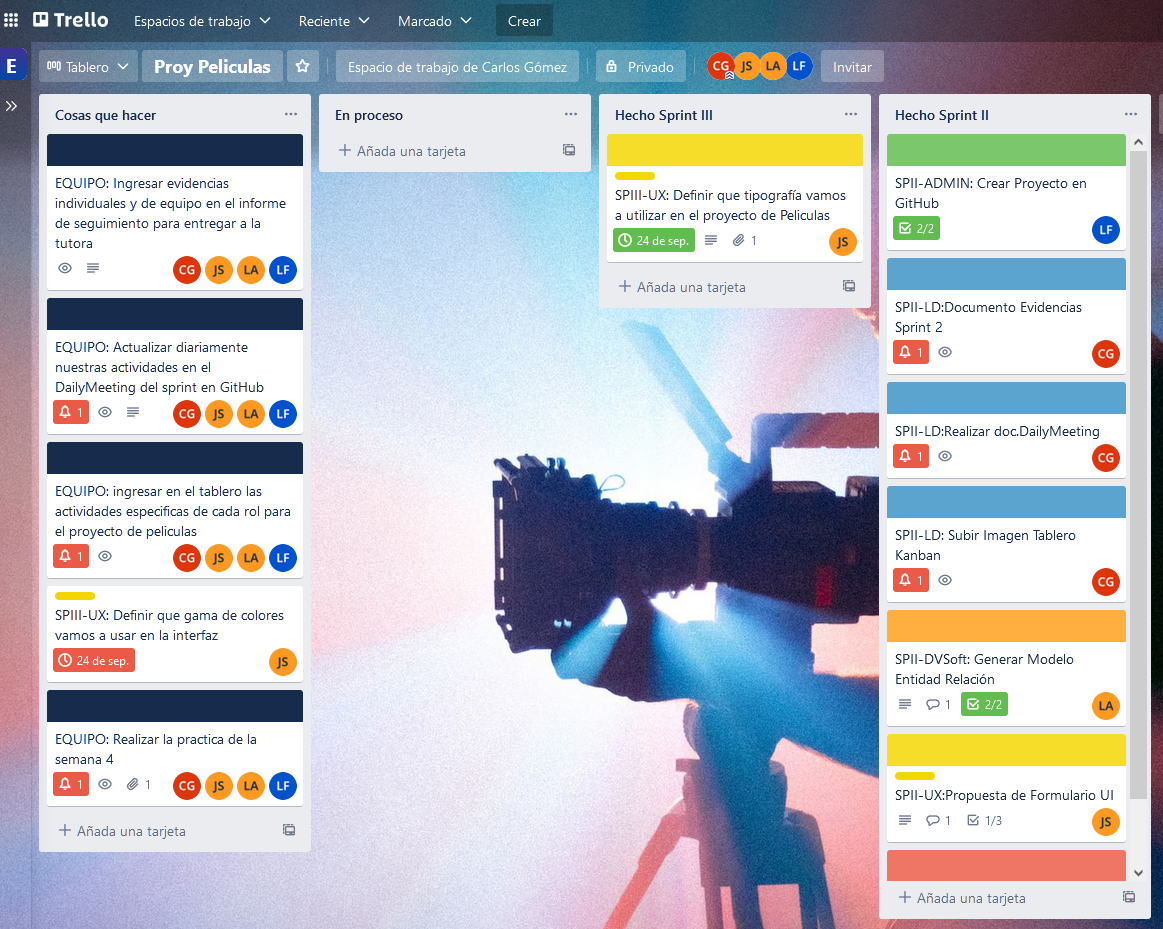 Trello
Espacios de trabajo
Reciente
Marcado
Crear
E
Tablero
Proy Peliculas
Espacio de trabajo de Carlos Gómez
Privado
CG
JS
LA
LF
Invitar
Cosas que hacer
EQUIPO: Ingresar evidencias
individuales y de equipo en el informe
de seguimiento para entregar a la
tutora
CG JS LA LF
EQUIPO: Actualizar diariamente
nuestras actividades en el
DailyMeeting del sprint en GitHub
1 CG JS LA LF
EQUIPO: ingresar en el tablero las
actividades especificas de cada rol para
el proyecto de peliculas
1 CG JS LA LF
SPIII-UX: Definir que gama de colores
vamos a usar en la interfaz
24 de sep. JS
EQUIPO: Realizar la practica de la
semana 4
1 1 CG JS LA LF
+ Añada una tarjeta
En proceso
+ Añada una tarjeta
Hecho Sprint III
SPIII-UX: Definir que tipografía vamos
a utilizar en el proyecto de Peliculas
24 de sep. 1 JS
+ Añada una tarjeta
Hecho Sprint II
SPII-ADMIN: Crear Proyecto en
GitHub
2/2 LF
SPII-LD:Documento Evidencias
Sprint 2
1 CG
SPII-LD:Realizar doc.DailyMeeting
1 CG
SPII-LD: Subir Imagen Tablero
Kanban
1 CG
SPII-DVSoft: Generar Modelo
Entidad Relación
1 2/2 LA
SPII-UX:Propuesta de Formulario UI
1 1/3 JS
+ Añada una tarjeta